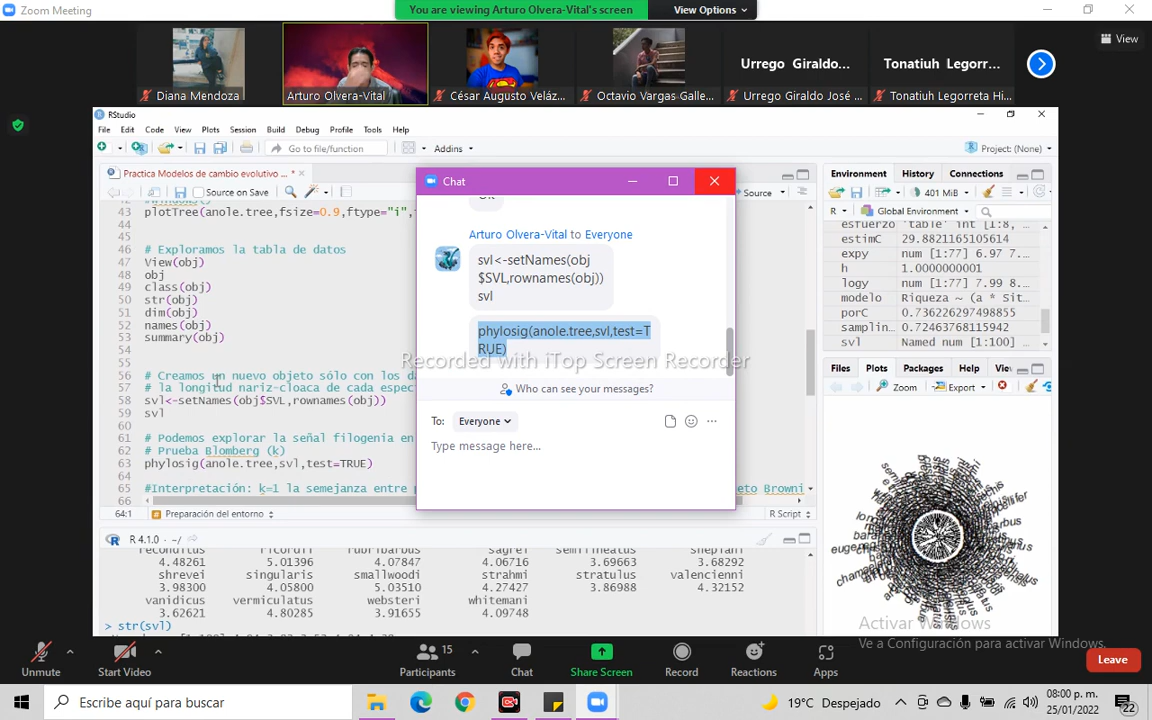 Zoom Meeting
You are viewing Arturo Olvera-Vital's screen
View Options
View
Diana Mendoza
Arturo Olvera-Vital
César Augusto Veláz...
Octavio Vargas-Galle...
Urrego Giraldo...
Urrego Giraldo José ...
Tonatiuh Legorr...
Tonatiuh Legorreta Hi...
RStudio
File Edit Code View Plots Session Build Debug Profile Tools Help
Go to file/function
Addins
Project: (None)
Practica Modelos de cambio evolutivo ...*
Source on Save
Source
42
43 plotTree(anole.tree,fsize=0.9,ftype="i",
44
45
46 # Exploramos la tabla de datos
47 View(obj)
48 obj
49 class(obj)
50 str(obj)
51 dim(obj)
52 names(obj)
53 summary(obj)
54
55
56 # Creamos un nuevo objeto sólo con los da
57 # la longitud nariz-cloaca de cada espec
58 svl<-setNames(obj$SVL,rownames(obj))
59 svl
60
61 # Podemos explorar la señal filogenia en
62 # Prueba Blomberg (k)
63 phylosig(anole.tree,svl,test=TRUE)
64
65 #Interpretación: k=1 la semejanza entre
eto Browni
66
64:1 Preparación del entorno
R Script
Chat
Arturo Olvera-Vital to Everyone
svl<-setNames(obj
$SVL,rownames(obj))
svl
phylosig(anole.tree,svl,test=T
RUE)
Recorded with iTop Screen Recorder
Who can see your messages?
To: Everyone
Type message here...
Environment History Connections
401 MiB
R Global Environment
esfuerzo 'table' int [1:8,
estimC 29.8821165105614
expy num [1:77] 6.97 7...
h 1.0000000001
logy num [1:77] 7.99 8...
modelo Riqueza ~ (a * Sit...
porC 0.736226297498855
samplin... 0.72463768115942
svl Named num [1:100] ...
Files Plots Packages Help
Zoom Export
R 4.1.0 · ~/
reconditus ricordii rubribarbus sagrei semilineatus sheplani
4.48261 5.01396 4.07847 4.06716 3.69663 3.68292
shrevei singularis smallwoodi strahmi stratulus valencienni
3.98300 4.05800 5.03510 4.27427 3.86988 4.32152
vanidicus vermiculatus websteri whitemani
3.62621 4.80285 3.91655 4.09748
> str(svl)
Activar Windows
Ve a Configuración para activar Windows.
Unmute
Start Video
15
Participants
Chat
Share Screen
Record
Reactions
Apps
Leave
Escribe aquí para buscar
19°C Despejado
08:00 p. m.
25/01/2022
22